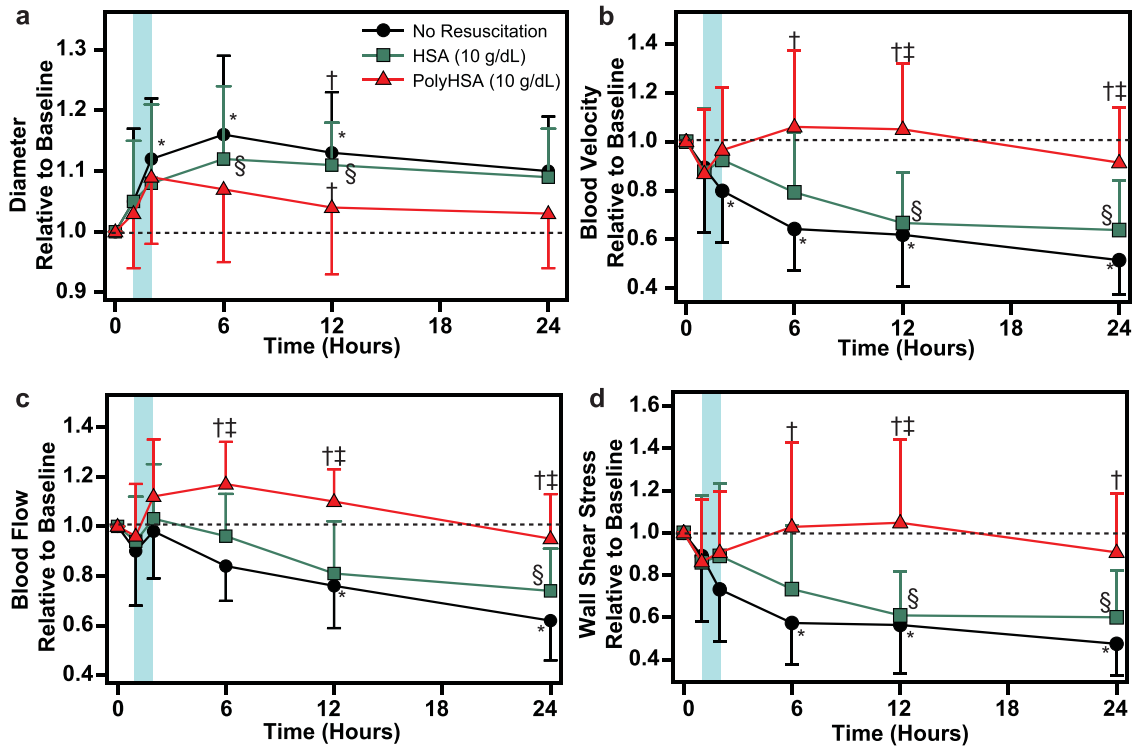 a
Diameter
Relative to Baseline
1.3
1.2
1.1
1.0
0.9
No Resuscitation
HSA (10 g/dL)
PolyHSA (10 g/dL)
*
*
§
†
*
§
†
0 6 12 18 24
Time (Hours)
b
Blood Velocity
Relative to Baseline
1.4
1.2
1.0
0.8
0.6
0.4
*
†
*
†‡
§
*
†‡
§
*
0 6 12 18 24
Time (Hours)
c
Blood Flow
Relative to Baseline
1.4
1.2
1.0
0.8
0.6
0.4
†‡
†‡
*
†‡
§
*
0 6 12 18 24
Time (Hours)
d
Wall Shear Stress
Relative to Baseline
1.6
1.4
1.2
1.0
0.8
0.6
0.4
†
*
†‡
§
*
†
§
*
0 6 12 18 24
Time (Hours)